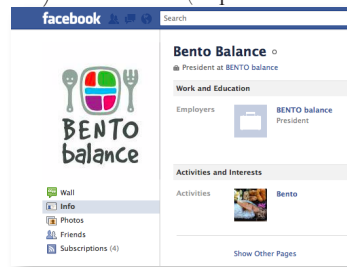 facebook
Search
Bento Balance
President at BENTO balance
Work and Education
Employers
BENTO balance
President
BENTO
balance
Activities and Interests
Activities
Bento
Wall
Info
Photos
Friends
Subscriptions (4)
Show Other Pages